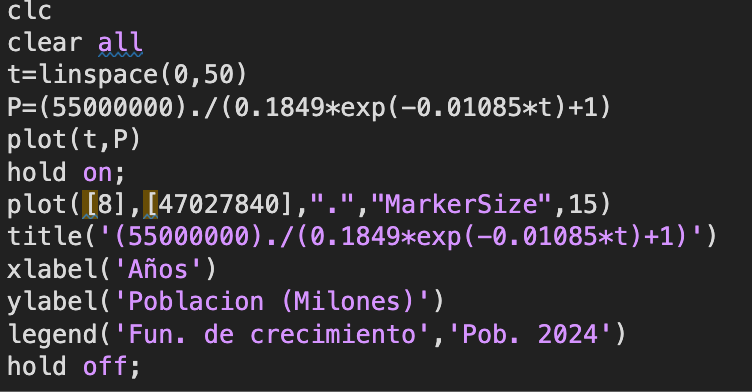 clc
clear all
t=linspace(0,50)
P=(55000000)./(0.1849*exp(-0.01085*t)+1)
plot(t,P)
hold on;
plot([8],[47027840],".","MarkerSize",15)
title('(55000000)./(0.1849*exp(-0.01085*t)+1)')
xlabel('Años')
ylabel('Poblacion (Milones)')
legend('Fun. de crecimiento','Pob. 2024')
hold off;